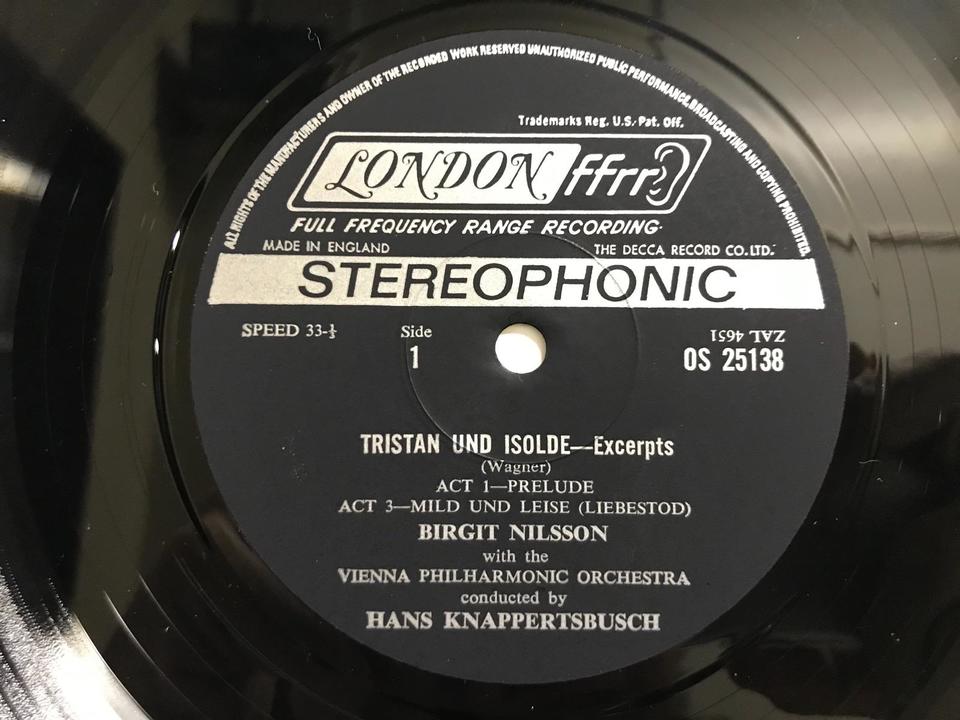 ALL RIGHTS OF THE MANUFACTURERS AND OWNER OF THE RECORDED WORK RESERVED UNAUTHORIZED PUBLIC PERFORMANCE, BROADCASTING AND COPYING PROHIBITED.
Trademarks Reg. U.S. Pat. Off.
LONDON ffrr
FULL FREQUENCY RANGE RECORDING
MADE IN ENGLAND THE DECCA RECORD CO. LTD.
STEREOPHONIC
SPEED 33-⅓ Side ZAL 4651
1 OS 25138
TRISTAN UND ISOLDE—Excerpts
(Wagner)
ACT 1—PRELUDE
ACT 3—MILD UND LEISE (LIEBESTOD)
BIRGIT NILSSON
with the
VIENNA PHILHARMONIC ORCHESTRA
conducted by
HANS KNAPPERTSBUSCH